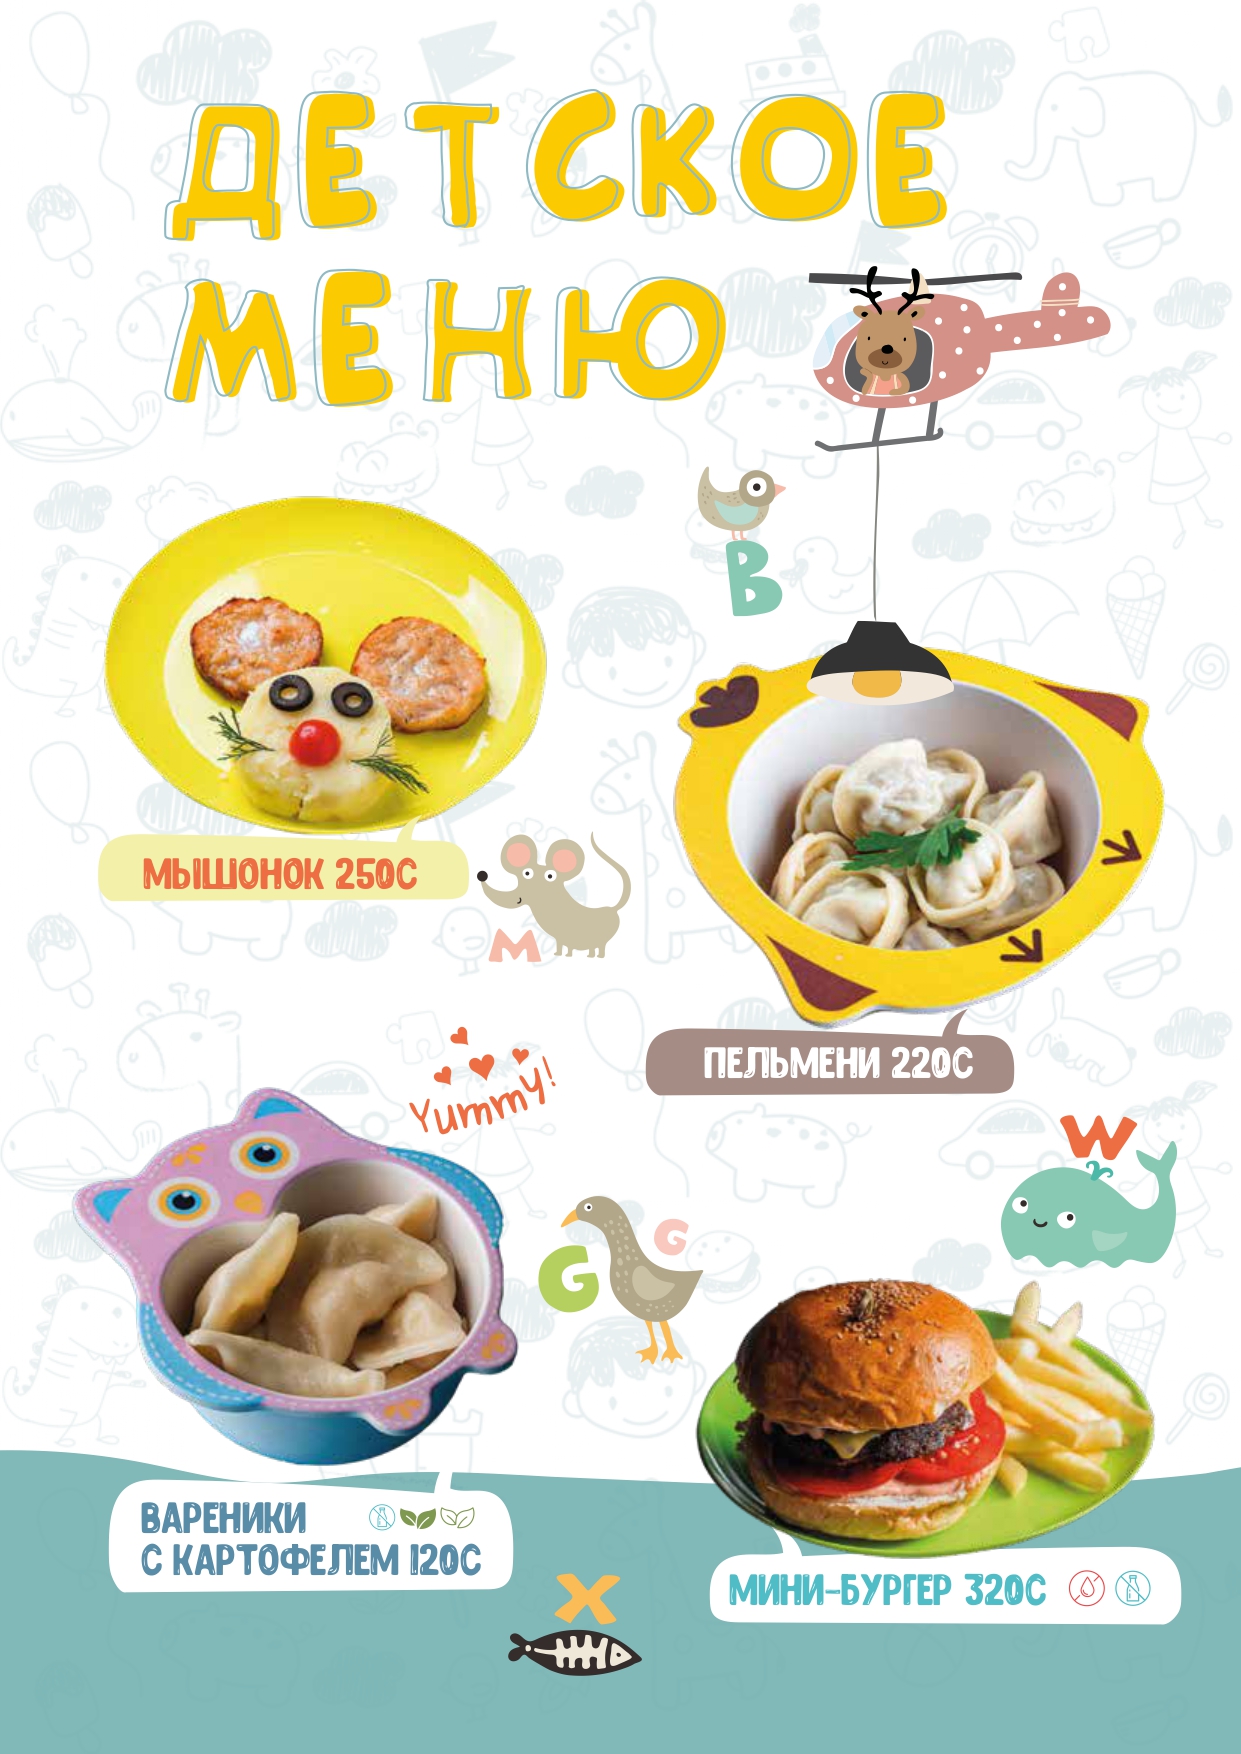 ДЕТСКОЕ
МЕНЮ
B
МЫШОНОК 250С
M
ПЕЛЬМЕНИ 220С
Yummy!
W
G
G
ВАРЕНИКИ
С КАРТОФЕЛЕМ 120С
МИНИ-БУРГЕР 320С
X